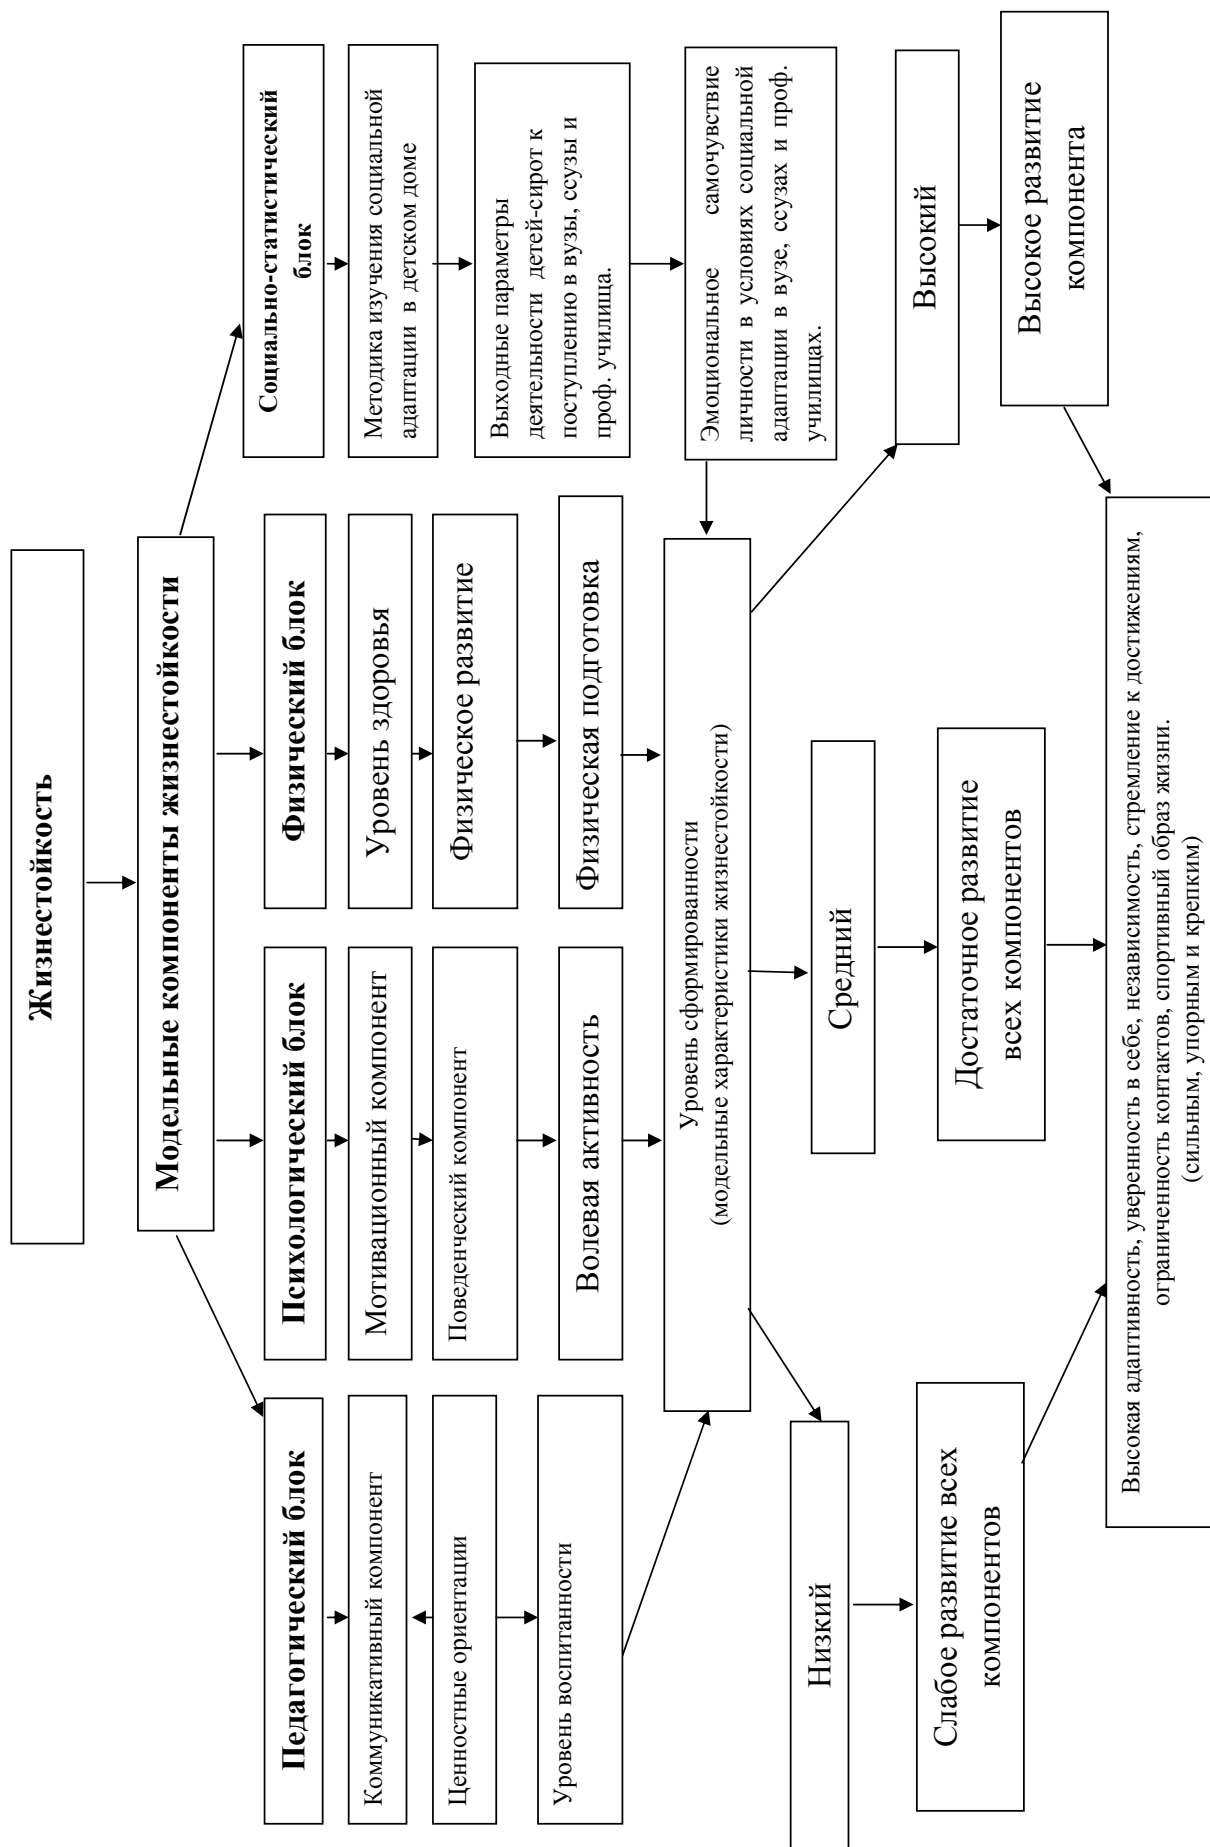 Жизнестойкость
Модельные компоненты жизнестойкости
Педагогический блок
Коммуникативный компонент
Ценностные ориентации
Уровень воспитанности
Психологический блок
Мотивационный компонент
Поведенческий компонент
Волевая активность
Физический блок
Уровень здоровья
Физическое развитие
Физическая подготовка
Социально-статистический
блок
Методика изучения социальной
адаптации в детском доме
Выходные параметры
деятельности детей-сирот к
поступлению в вузы, ссузы и
проф. училища.
Эмоциональное самочувствие
личности в условиях социальной
адаптации в вузе, ссузах и проф.
училищах.
Уровень сформированности
(модельные характеристики жизнестойкости)
Низкий
Средний
Высокий
Слабое развитие всех
компонентов
Достаточное развитие
всех компонентов
Высокое развитие
компонента
Высокая адаптивность, уверенность в себе, независимость, стремление к достижениям,
ограниченность контактов, спортивный образ жизни.
(сильным, упорным и крепким)